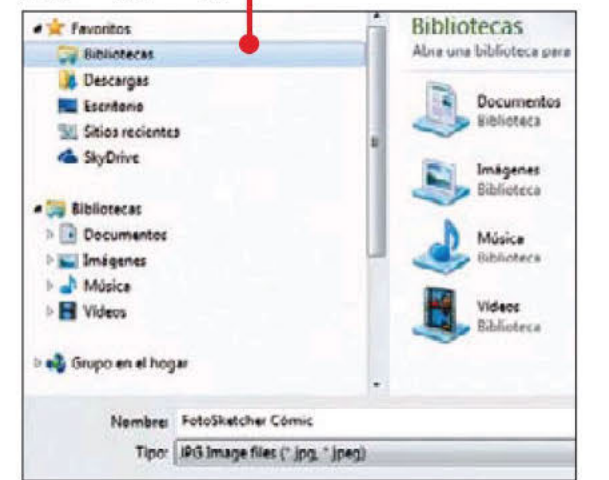 Favoritos
Bibliotecas
Descargas
Escritorio
Sitios recientes
SkyDrive
Bibliotecas
Documentos
Imágenes
Música
Vídeos
Grupo en el hogar
Bibliotecas
Abra una biblioteca para
Documentos
Biblioteca
Imágenes
Biblioteca
Música
Biblioteca
Vídeos
Biblioteca
Nombre: FotoSketcher Cómic
Tipo: JPG Image files (*.jpg, *.jpeg)